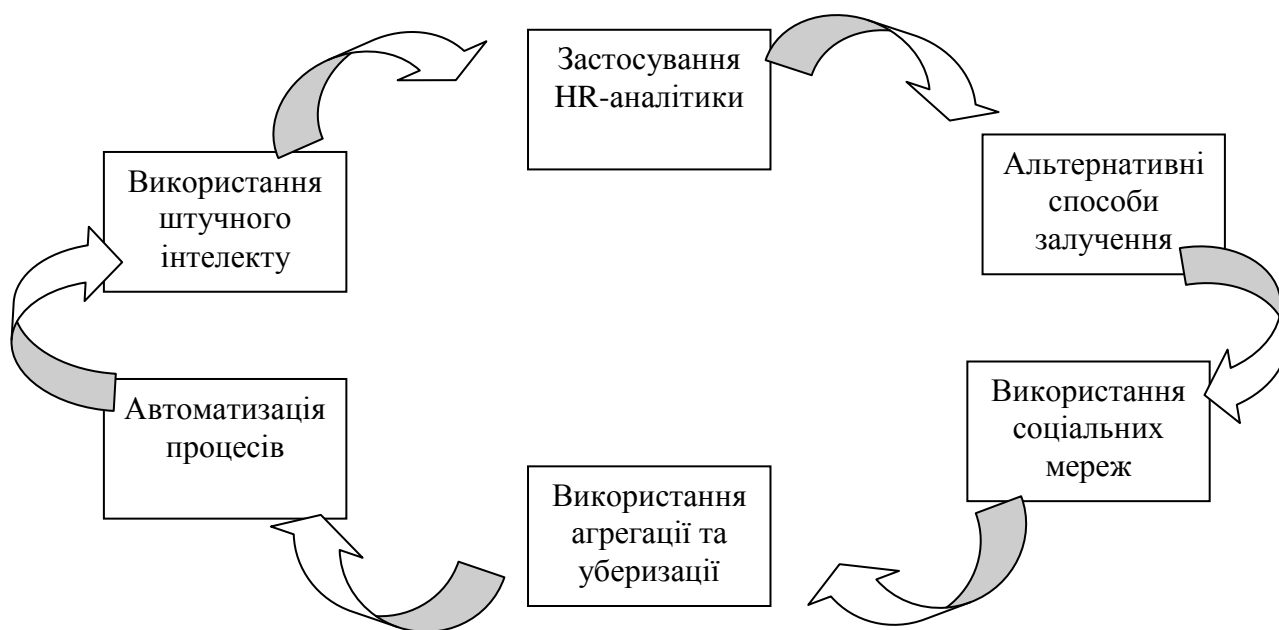 Застосування
HR-аналітики
Альтернативні
способи
залучення
Використання
соціальних
мереж
Використання
агрегації та
уберизації
Автоматизація
процесів
Використання
штучного
інтелекту